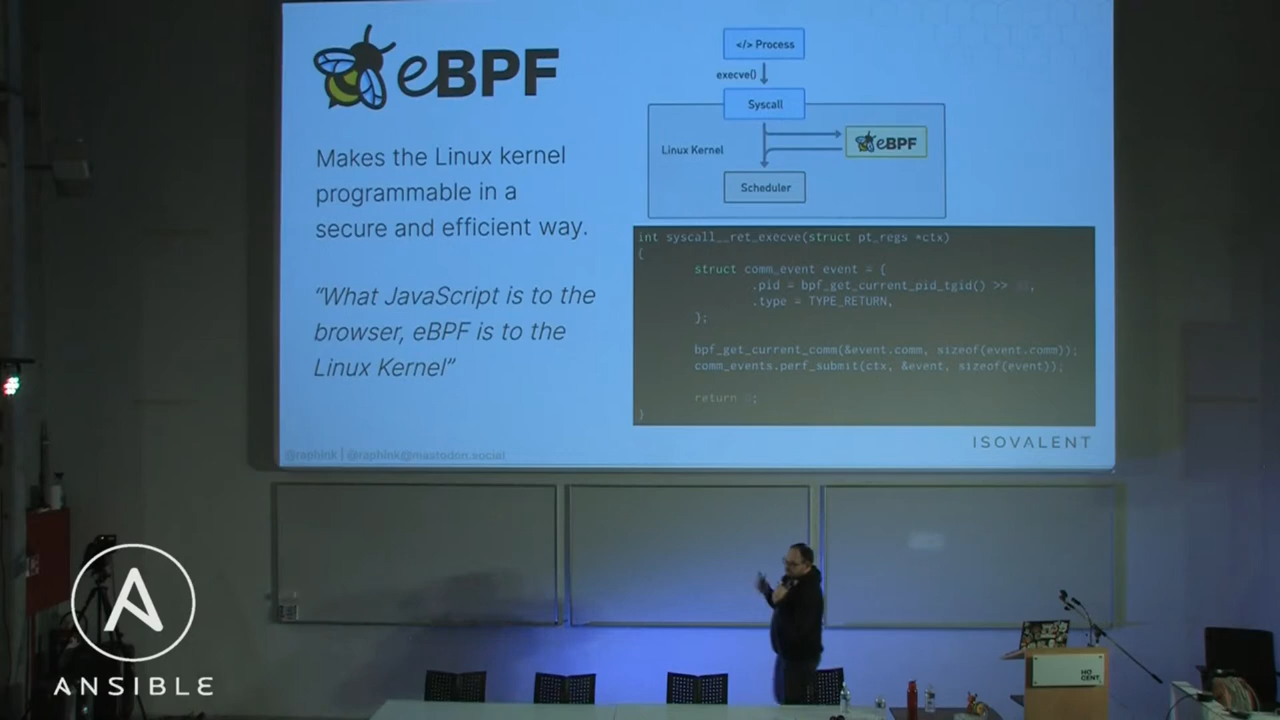 eBPF
Makes the Linux kernel
programmable in a
secure and efficient way.
“What JavaScript is to the
browser, eBPF is to the
Linux Kernel”
@raphink | @raphink@mastodon.social
</> Process
execve()
Syscall
Linux Kernel
eBPF
Scheduler
int syscall__ret_execve(struct pt_regs *ctx)
{
struct comm_event event = {
.pid = bpf_get_current_pid_tgid() >>
.type = TYPE_RETURN,
};
bpf_get_current_comm(&event.comm, sizeof(event.comm));
comm_events.perf_submit(ctx, &event, sizeof(event));
return
}
ISOVALENT
ANSIBLE
HO
GENT